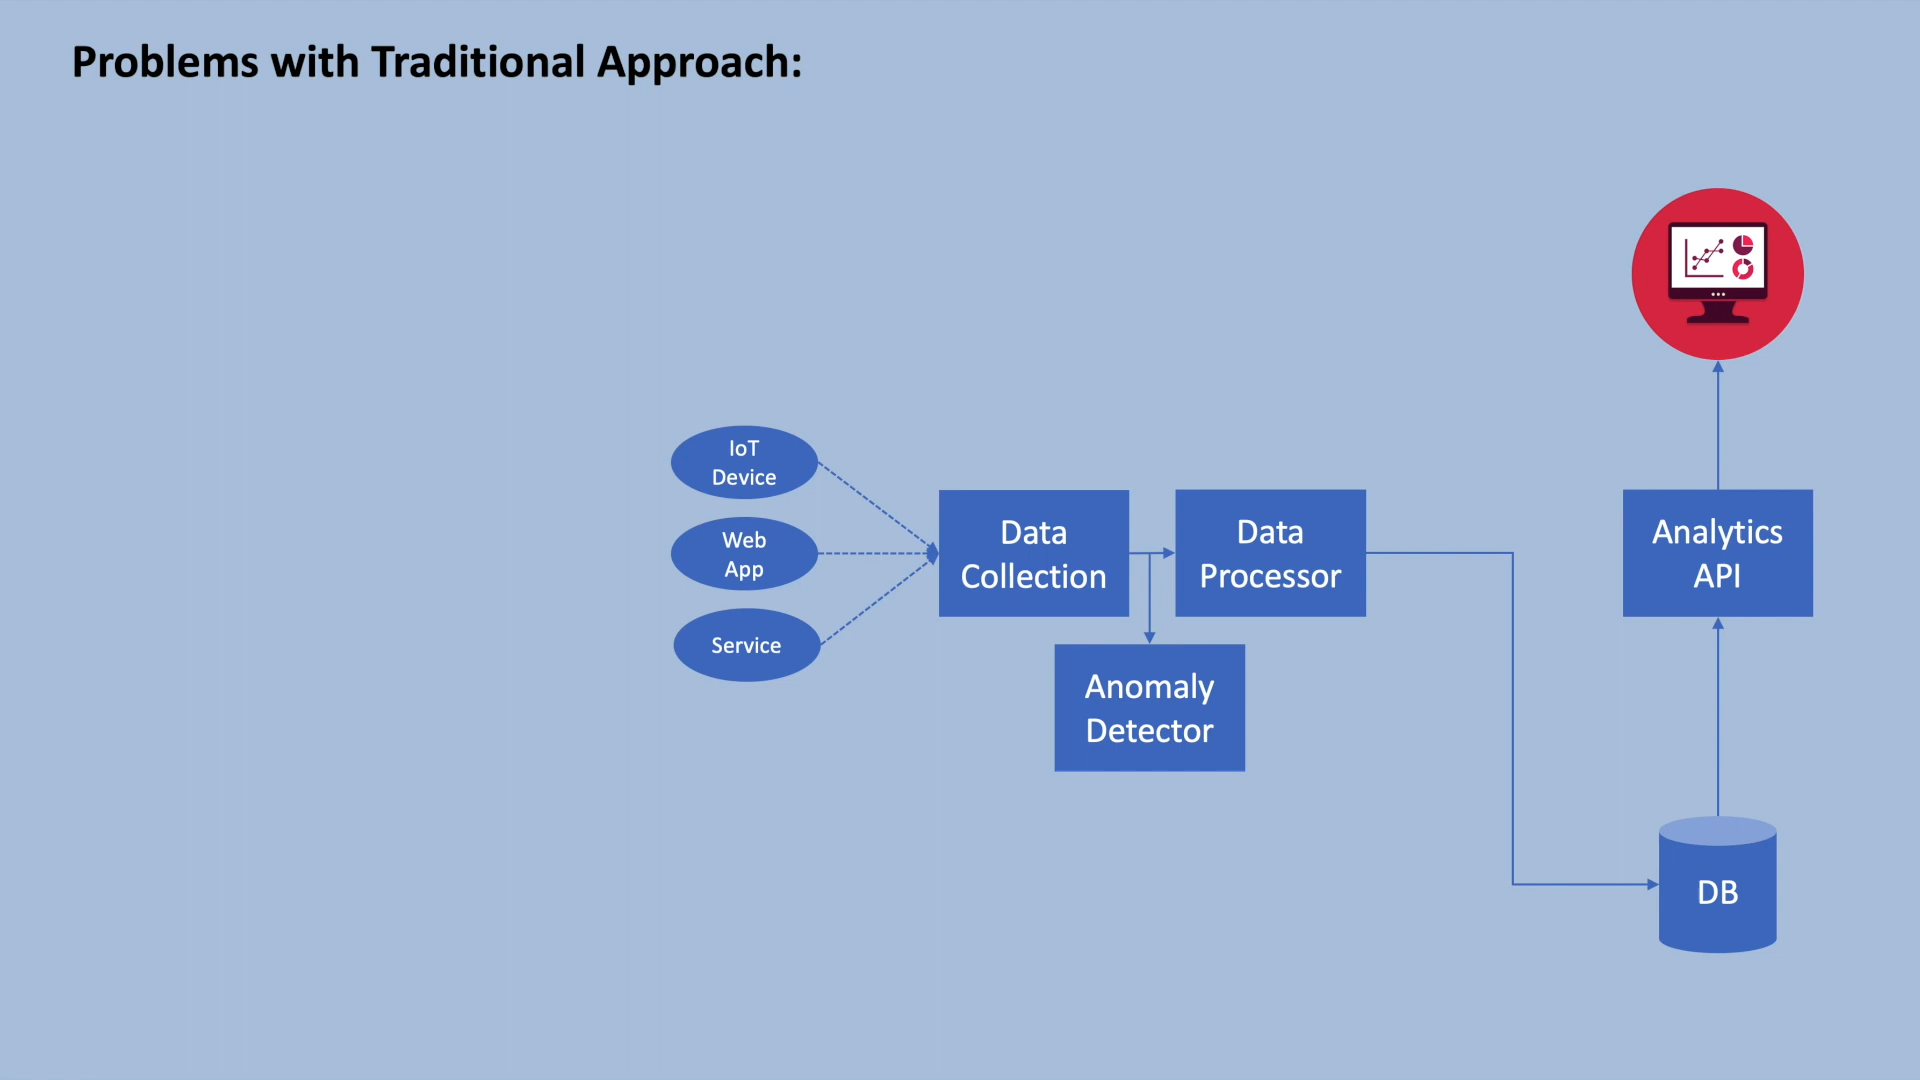 Problems with Traditional Approach:
IoT
Device
Web
App
Service
Data
Collection
Data
Processor
Anomaly
Detector
Analytics
API
DB